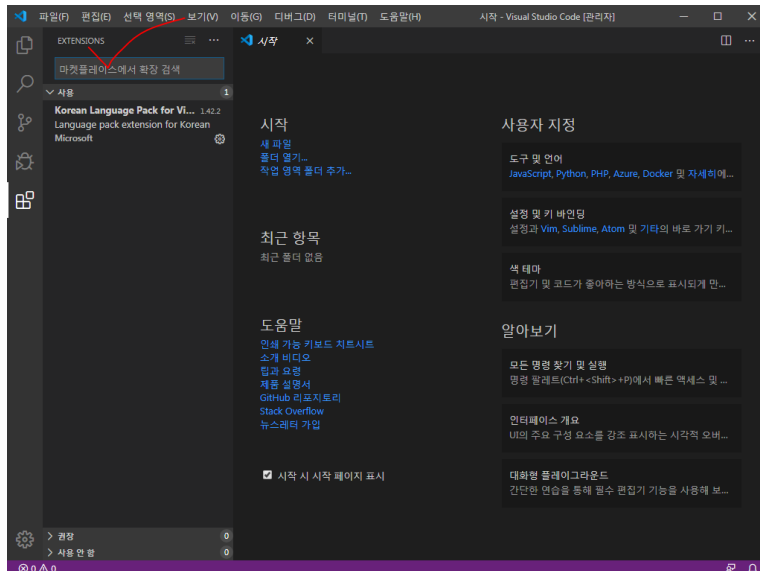 파일(F) 편집(E) 선택 영역(S) 보기(V) 이동(G) 디버그(D) 터미널(T) 도움말(H) 시작 - Visual Studio Code [관리자]
EXTENSIONS
시작
마켓플레이스에서 확장 검색
사용 1
Korean Language Pack for Vi... 1.42.2
Language pack extension for Korean
Microsoft
시작
새 파일
폴더 열기...
작업 영역 폴더 추가...
최근 항목
최근 폴더 없음
도움말
인쇄 가능 키보드 치트시트
소개 비디오
팁과 요령
제품 설명서
GitHub 리포지토리
Stack Overflow
뉴스레터 가입
시작 시 시작 페이지 표시
사용자 지정
도구 및 언어
JavaScript, Python, PHP, Azure, Docker 및 자세히에...
설정 및 키 바인딩
설정과 Vim, Sublime, Atom 및 기타의 바로 가기 키...
색 테마
편집기 및 코드가 좋아하는 방식으로 표시되게 만...
알아보기
모든 명령 찾기 및 실행
명령 팔레트(Ctrl+<Shift>+P)에서 빠른 액세스 및 ...
인터페이스 개요
UI의 주요 구성 요소를 강조 표시하는 시각적 오버...
대화형 플레이그라운드
간단한 연습을 통해 필수 편집기 기능을 사용해 보...
권장 0
사용 안 함 0
0 0